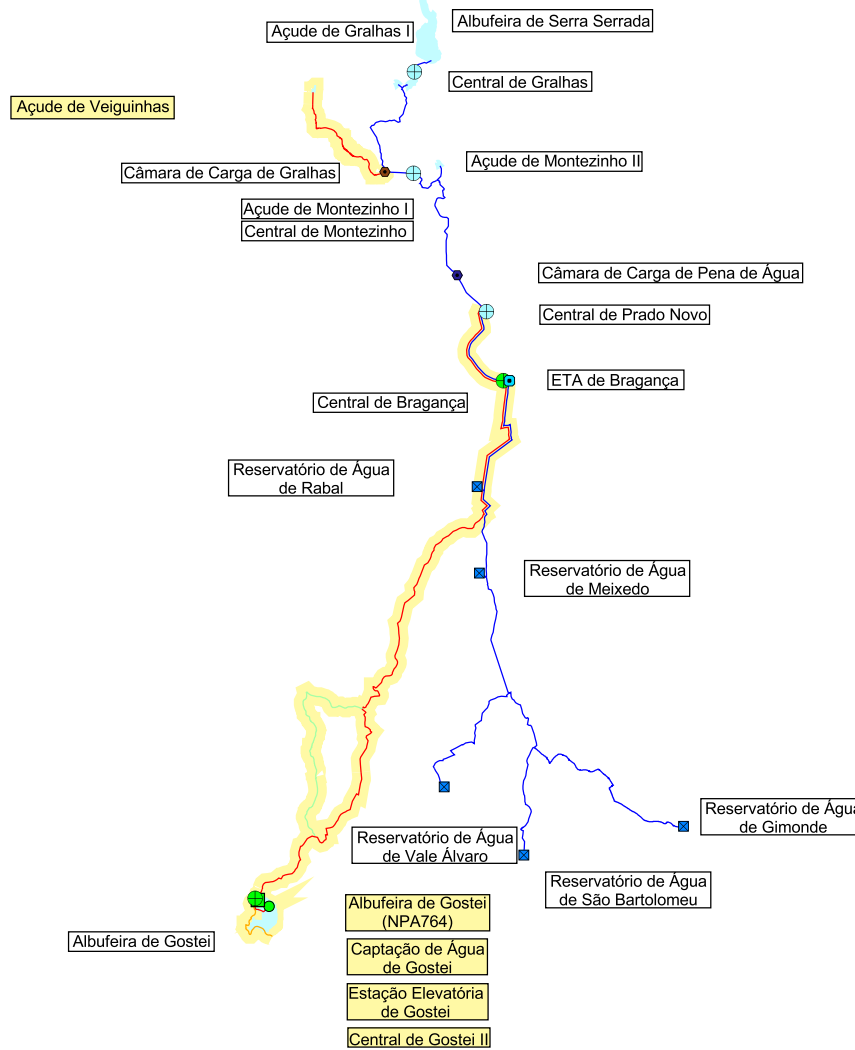 Albufeira de Serra Serrada
Açude de Gralhas I
Central de Gralhas
Açude de Veiguinhas
Açude de Montezinho II
Câmara de Carga de Gralhas
Açude de Montezinho I
Central de Montezinho
Câmara de Carga de Pena de Água
Central de Prado Novo
ETA de Bragança
Central de Bragança
Reservatório de Água
de Rabal
Reservatório de Água
de Meixedo
Reservatório de Água
de Gimonde
Reservatório de Água
de Vale Álvaro
Reservatório de Água
de São Bartolomeu
Albufeira de Gostei
(NPA764)
Albufeira de Gostei
Captação de Água
de Gostei
Estação Elevatória
de Gostei
Central de Gostei II